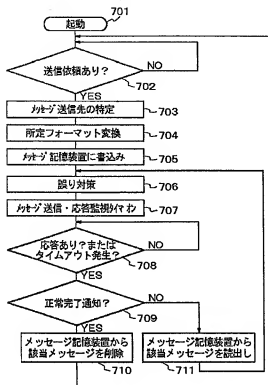 起動
701
送信依頼あり?
NO
702
YES
メッセージ送信先の特定
703
所定フォーマット変換
704
メッセージ記憶装置に書込み
705
誤り対策
706
メッセージ送信・応答監視タイマオン
707
応答あり?または
タイムアウト発生?
NO
708
YES
正常完了通知?
NO
709
YES
メッセージ記憶装置から
該当メッセージを削除
710
メッセージ記憶装置から
該当メッセージを読出し
711